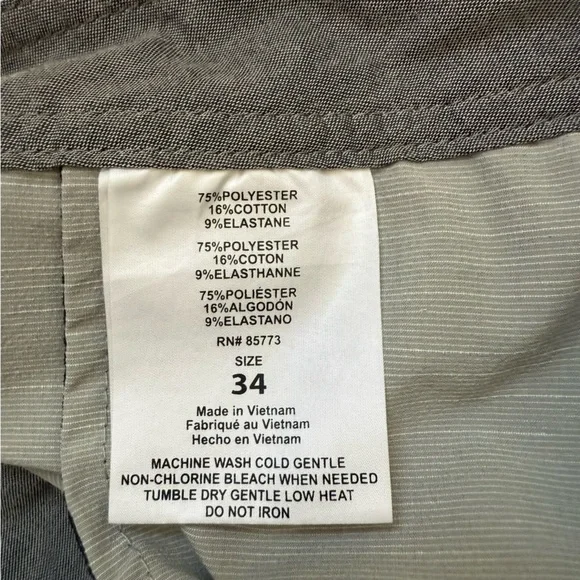 75%POLYESTER
16%COTTON
9%ELASTANE
75%POLYESTER
16%COTON
9%ELASTHANNE
75%POLIÉSTER
16%ALGODÓN
9%ELASTANO
RN# 85773
SIZE
34
Made in Vietnam
Fabriqué au Vietnam
Hecho en Vietnam
MACHINE WASH COLD GENTLE
NON-CHLORINE BLEACH WHEN NEEDED
TUMBLE DRY GENTLE LOW HEAT
DO NOT IRON